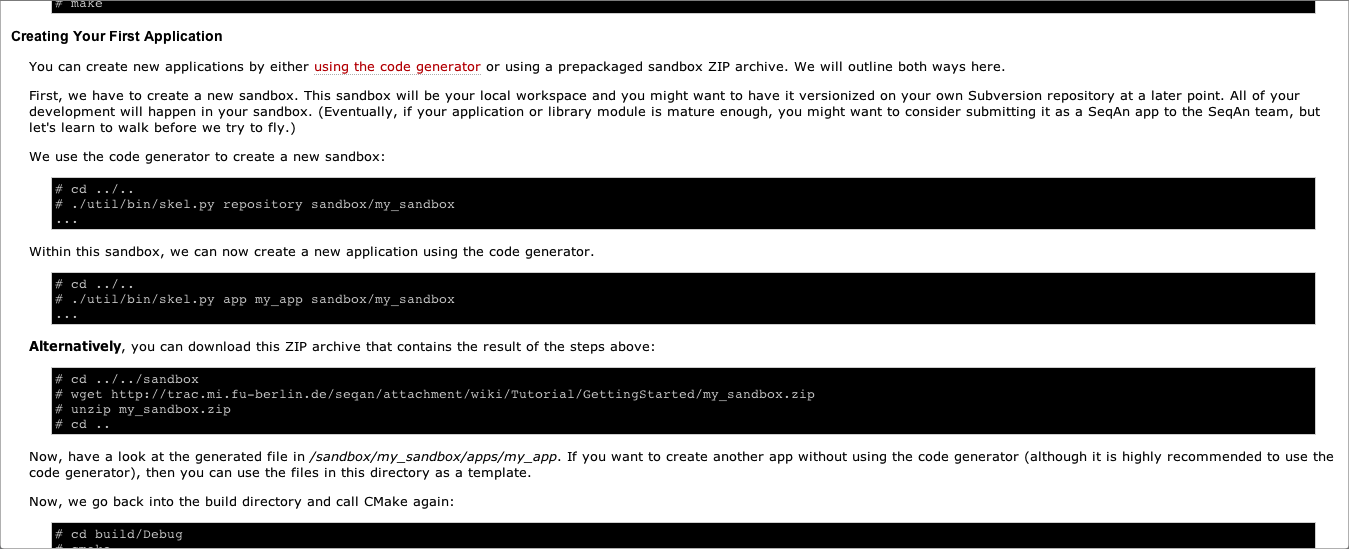 # make
Creating Your First Application
You can create new applications by either using the code generator or using a prepackaged sandbox ZIP archive. We will outline both ways here.
First, we have to create a new sandbox. This sandbox will be your local workspace and you might want to have it versionized on your own Subversion repository at a later point. All of your
development will happen in your sandbox. (Eventually, if your application or library module is mature enough, you might want to consider submitting it as a SeqAn app to the SeqAn team, but
let's learn to walk before we try to fly.)
We use the code generator to create a new sandbox:
# cd ../..
# ./util/bin/skel.py repository sandbox/my_sandbox
...
Within this sandbox, we can now create a new application using the code generator.
# cd ../..
# ./util/bin/skel.py app my_app sandbox/my_sandbox
...
Alternatively, you can download this ZIP archive that contains the result of the steps above:
# cd ../../sandbox
# wget http://trac.mi.fu-berlin.de/seqan/attachment/wiki/Tutorial/GettingStarted/my_sandbox.zip
# unzip my_sandbox.zip
# cd ..
Now, have a look at the generated file in /sandbox/my_sandbox/apps/my_app. If you want to create another app without using the code generator (although it is highly recommended to use the
code generator), then you can use the files in this directory as a template.
Now, we go back into the build directory and call CMake again:
# cd build/Debug